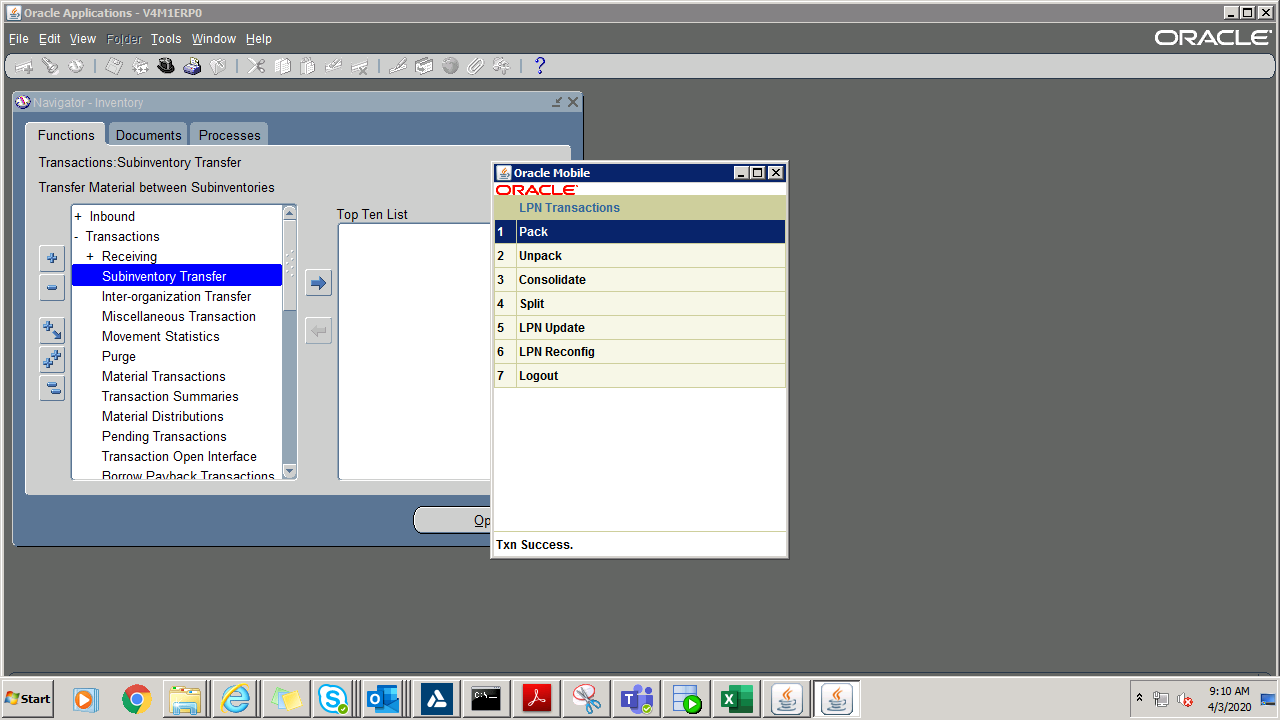 Oracle Applications - V4M1ERP0
File Edit View Folder Tools Window Help
ORACLE
Navigator - Inventory
Functions Documents Processes
Transactions:Subinventory Transfer
Transfer Material between Subinventories
+ Inbound
- Transactions
+ Receiving
Subinventory Transfer
Inter-organization Transfer
Miscellaneous Transaction
Movement Statistics
Purge
Material Transactions
Transaction Summaries
Material Distributions
Pending Transactions
Transaction Open Interface
Borrow Payback Transactions
Top Ten List
Op
Oracle Mobile
ORACLE
LPN Transactions
1 Pack
2 Unpack
3 Consolidate
4 Split
5 LPN Update
6 LPN Reconfig
7 Logout
Txn Success.
Start
9:10 AM
4/3/2020